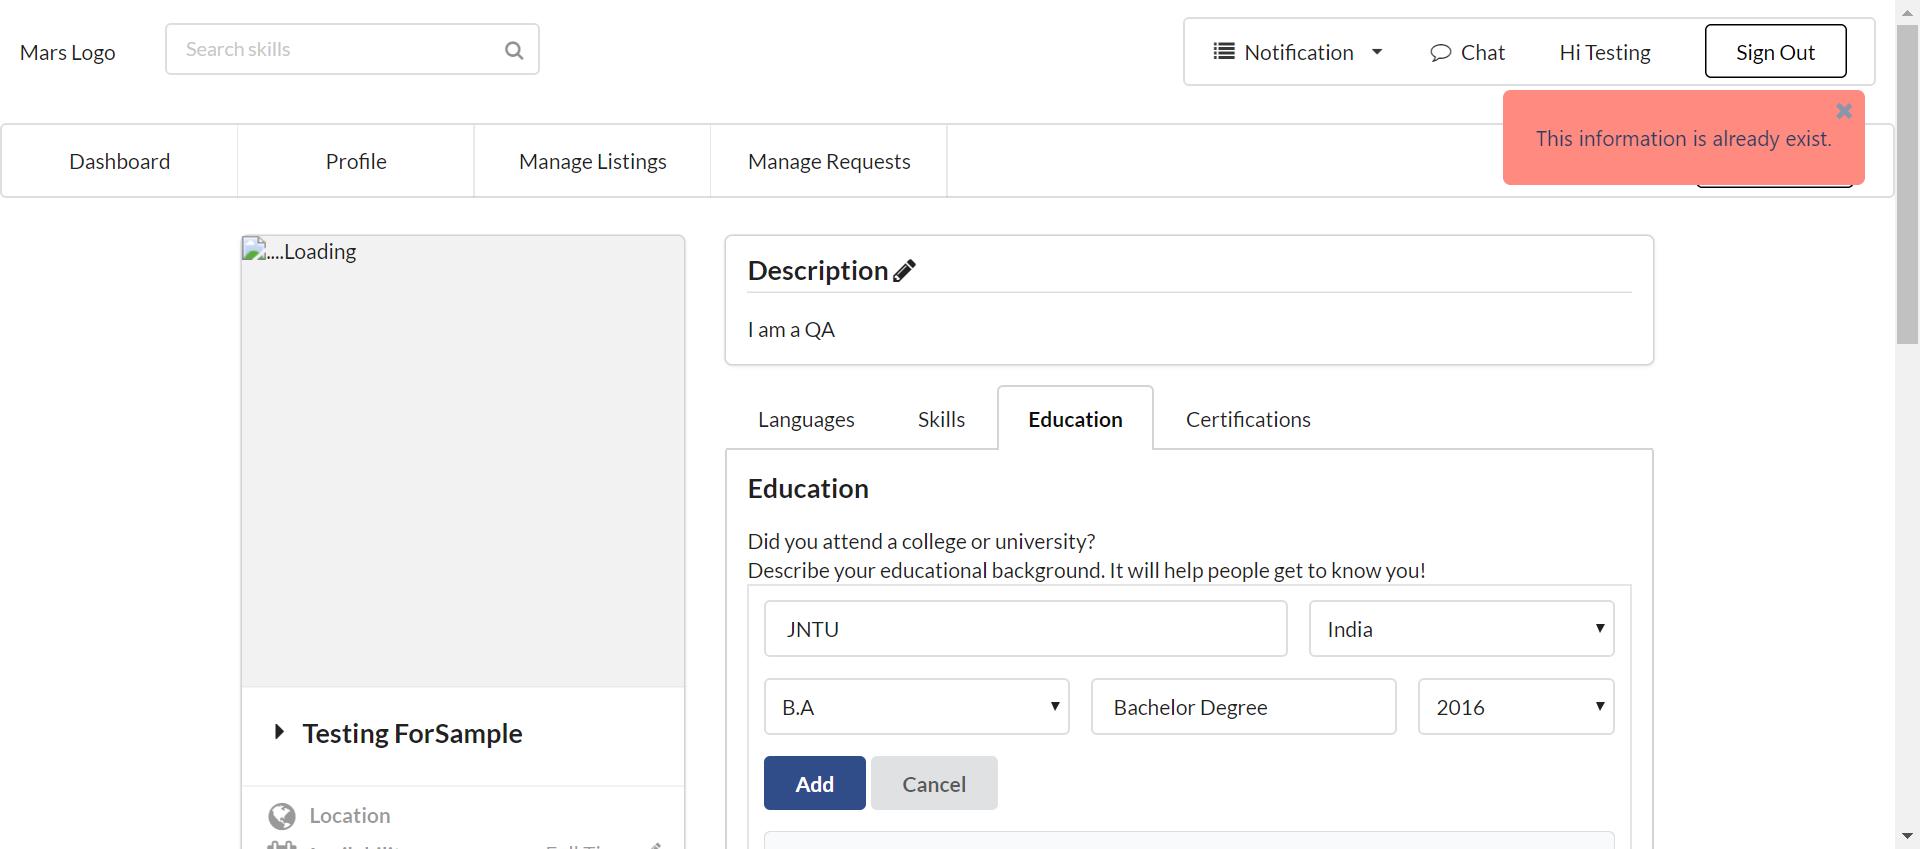 Mars Logo
Search skills
Notification
Chat
Hi Testing
Sign Out
This information is already exist.
Dashboard
Profile
Manage Listings
Manage Requests
....Loading
Description
I am a QA
Languages
Skills
Education
Certifications
Education
Did you attend a college or university?
Describe your educational background. It will help people get to know you!
JNTU
India
B.A
Bachelor Degree
2016
Add
Cancel
Testing ForSample
Location